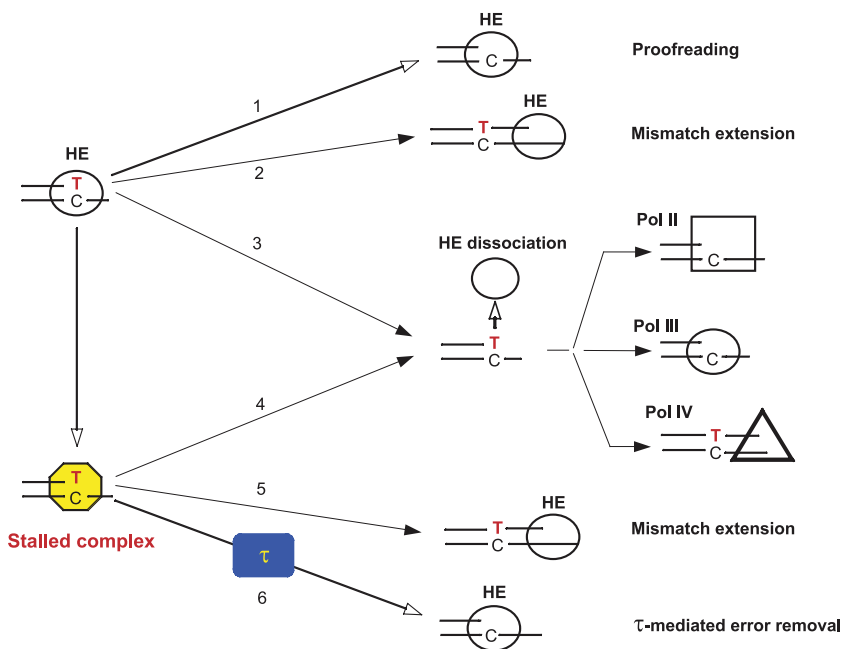 HE
C
Proofreading
1
HE
T
C
Mismatch extension
2
HE
T
C
3
HE dissociation
T
C
Pol II
C
Pol III
C
Pol IV
T
C
4
T
C
Stalled complex
5
HE
T
C
Mismatch extension
τ
6
HE
C
τ-mediated error removal